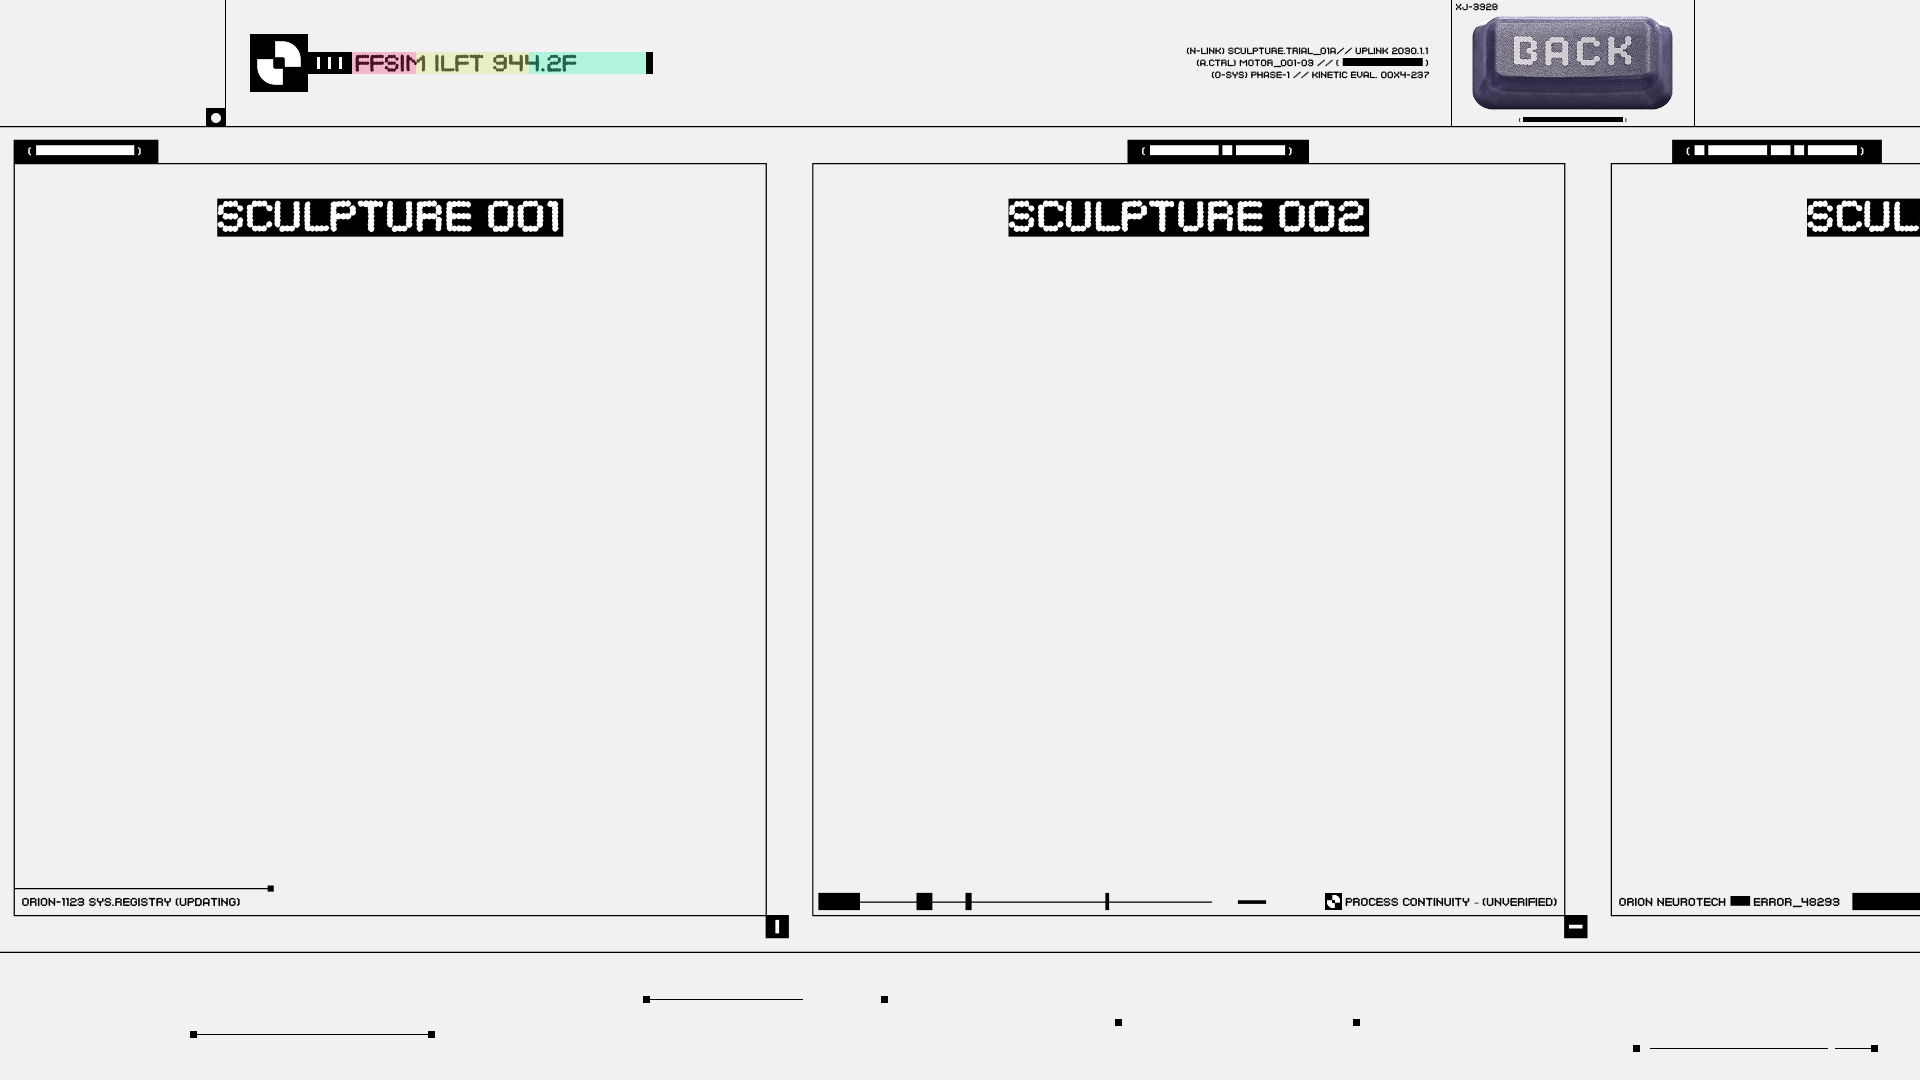 FFSIM ILFT 944.2F
(N-LINK) SCULPTURE.TRIAL_01A// UPLINK 2030.1.1
(A.CTRL) MOTOR_001-03 // ( )
(O-SYS) PHASE-1 // KINETIC EVAL. 00X4-237
XJ-3928
BACK
SCULPTURE 001
SCULPTURE 002
SCUL
ORION-1123 SYS.REGISTRY (UPDATING)
PROCESS CONTINUITY - (UNVERIFIED)
ORION NEUROTECH ERROR_48293